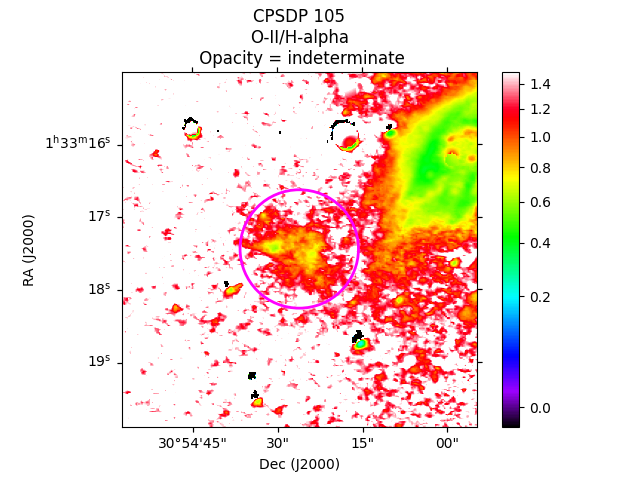 CPSDP 105
O-II/H-alpha
Opacity = indeterminate
1ʰ33ᵐ16ˢ
17ˢ
18ˢ
19ˢ
RA (J2000)
30°54'45" 30" 15" 00"
Dec (J2000)
1.4
1.2
1.0
0.8
0.6
0.4
0.2
0.0